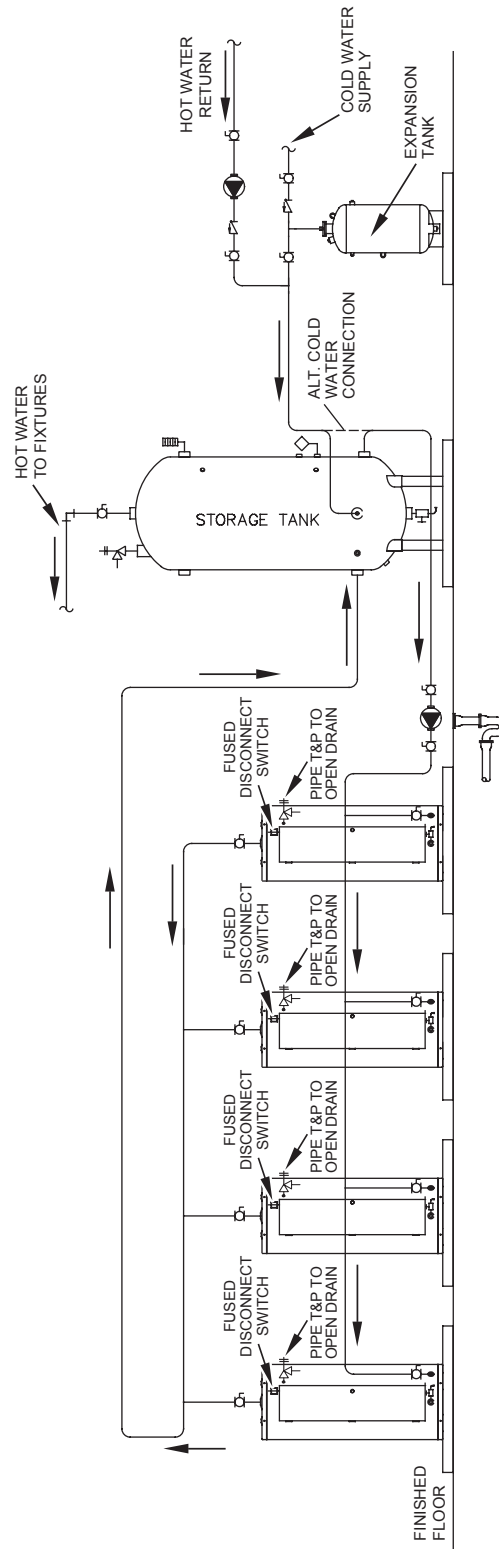 HOT WATER
TO FIXTURES
HOT WATER
RETURN
COLD WATER
SUPPLY
EXPANSION
TANK
ALT. COLD
WATER
CONNECTION
STORAGE TANK
FUSED
DISCONNECT
SWITCH
PIPE T&P TO
OPEN DRAIN
FUSED
DISCONNECT
SWITCH
PIPE T&P TO
OPEN DRAIN
FUSED
DISCONNECT
SWITCH
PIPE T&P TO
OPEN DRAIN
FUSED
DISCONNECT
SWITCH
PIPE T&P TO
OPEN DRAIN
FINISHED
FLOOR